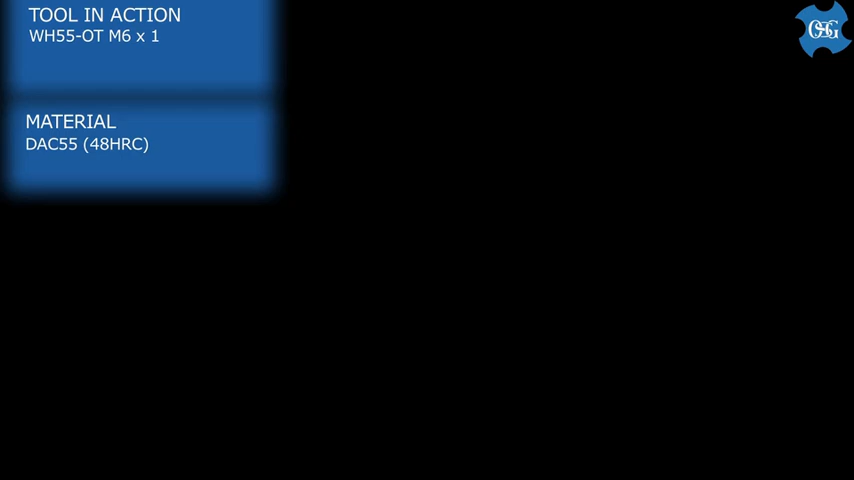 TOOL IN ACTION
WH55-OT M6 x 1
OSG
MATERIAL
DAC55 (48HRC)